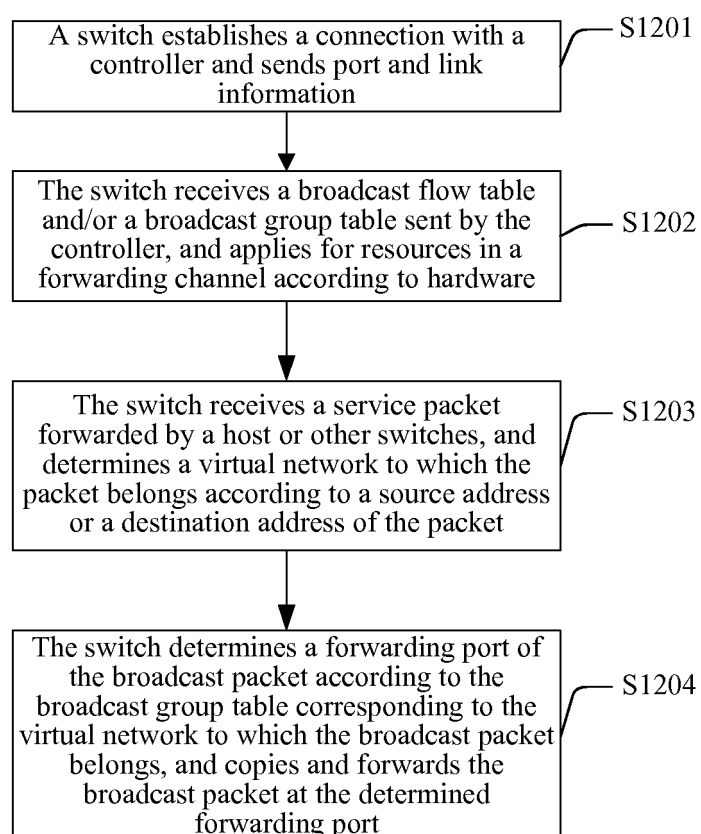 A switch establishes a connection with a
controller and sends port and link
information
S1201
The switch receives a broadcast flow table
and/or a broadcast group table sent by the
controller, and applies for resources in a
forwarding channel according to hardware
S1202
The switch receives a service packet
forwarded by a host or other switches, and
determines a virtual network to which the
packet belongs according to a source address
or a destination address of the packet
S1203
The switch determines a forwarding port of
the broadcast packet according to the
broadcast group table corresponding to the
virtual network to which the broadcast packet
belongs, and copies and forwards the
broadcast packet at the determined
forwarding port
S1204